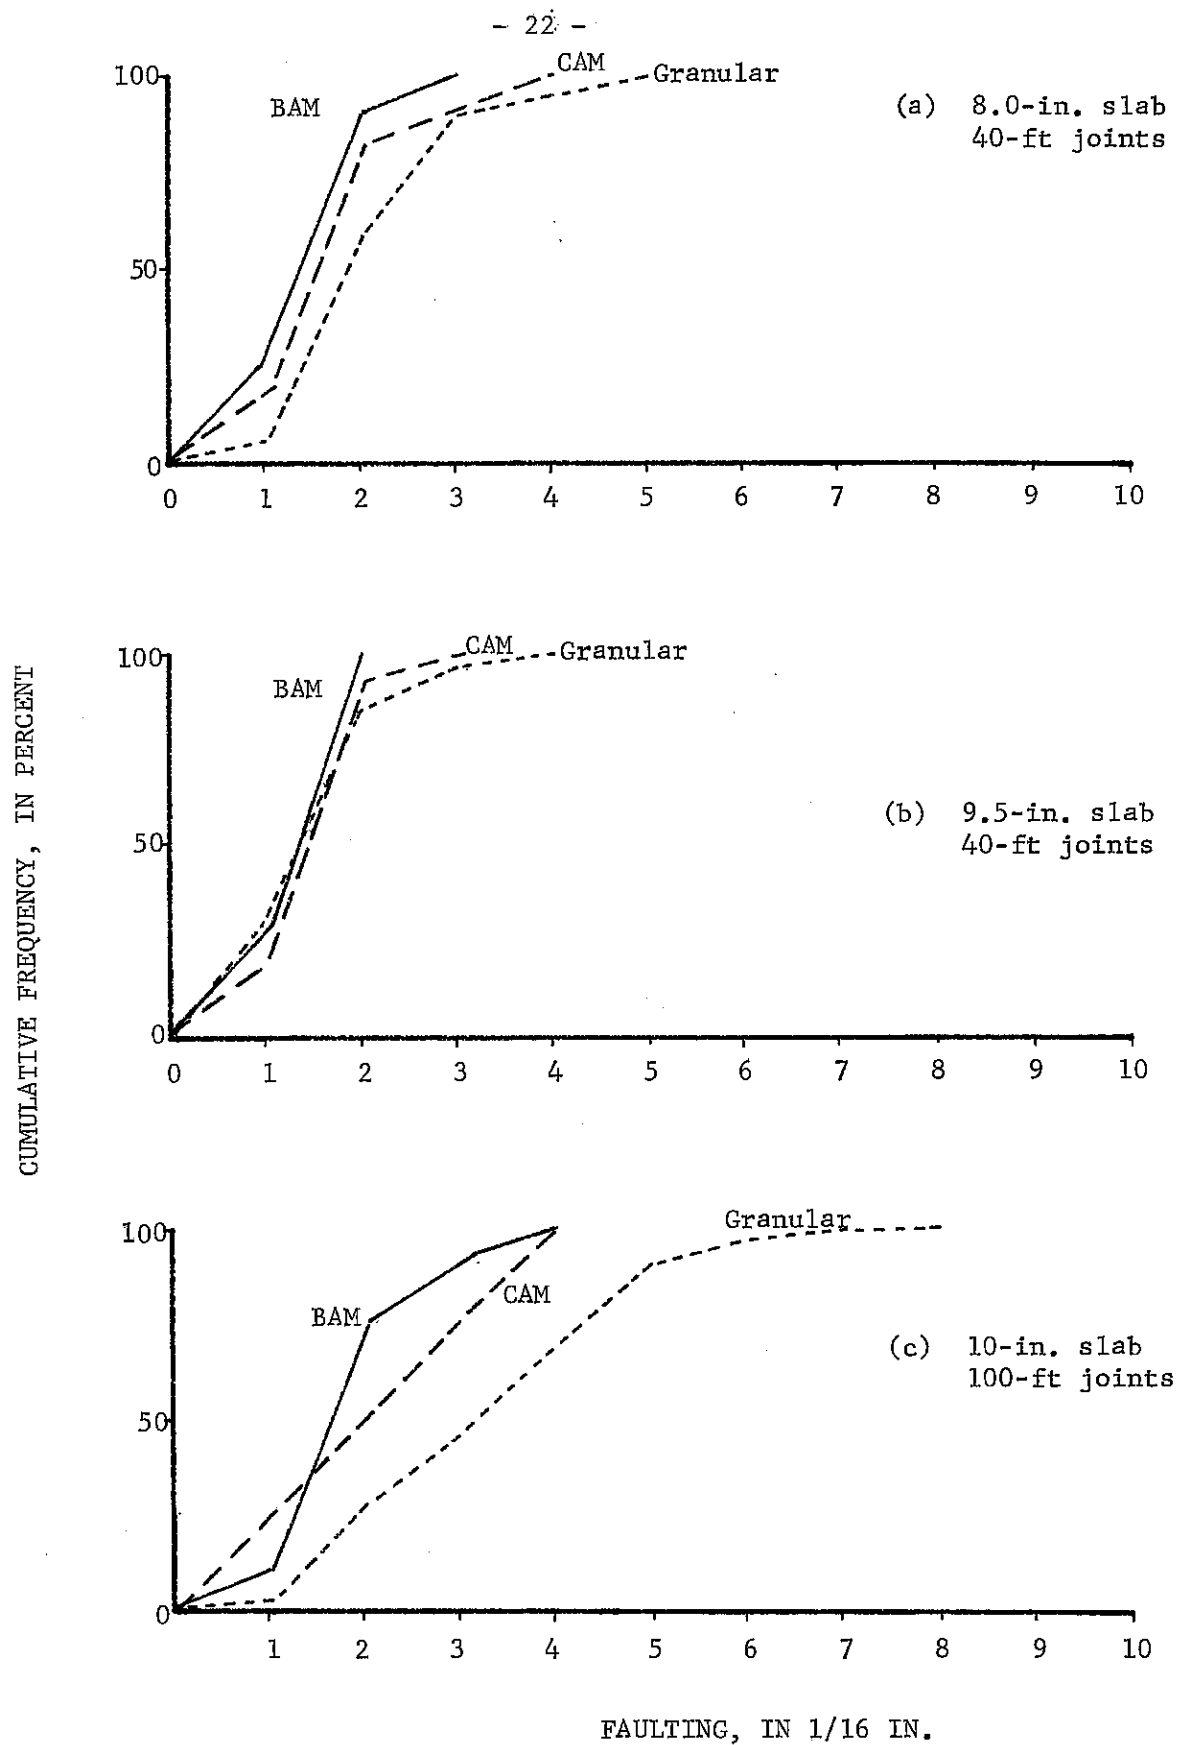 - 22 -
100
CAM
Granular
BAM
(a) 8.0-in. slab
40-ft joints
50
0
0 1 2 3 4 5 6 7 8 9 10
100
CAM
Granular
BAM
(b) 9.5-in. slab
40-ft joints
50
0
0 1 2 3 4 5 6 7 8 9 10
CUMULATIVE FREQUENCY, IN PERCENT
100
Granular
CAM
BAM
(c) 10-in. slab
100-ft joints
50
0
1 2 3 4 5 6 7 8 9 10
FAULTING, IN 1/16 IN.